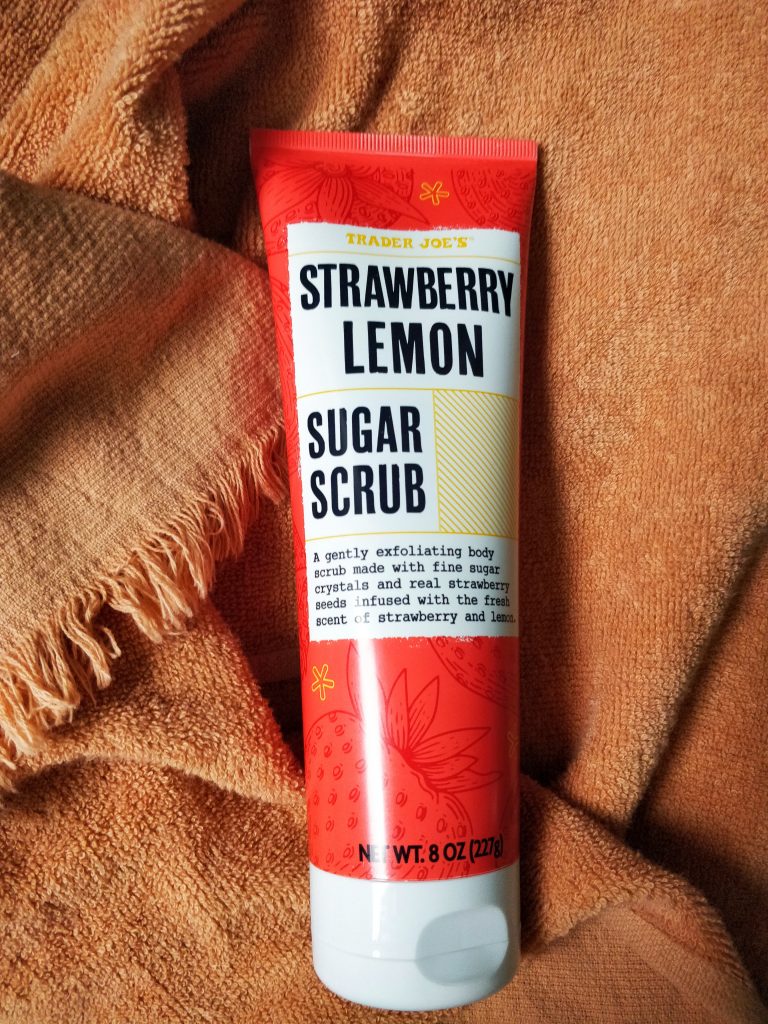 TRADER JOE'S
STRAWBERRY
LEMON
SUGAR
SCRUB
A gently exfoliating body
scrub made with fine sugar
crystals and real strawberry
seeds infused with the fresh
scent of strawberry and lemon.
NET WT. 8 OZ (227g)